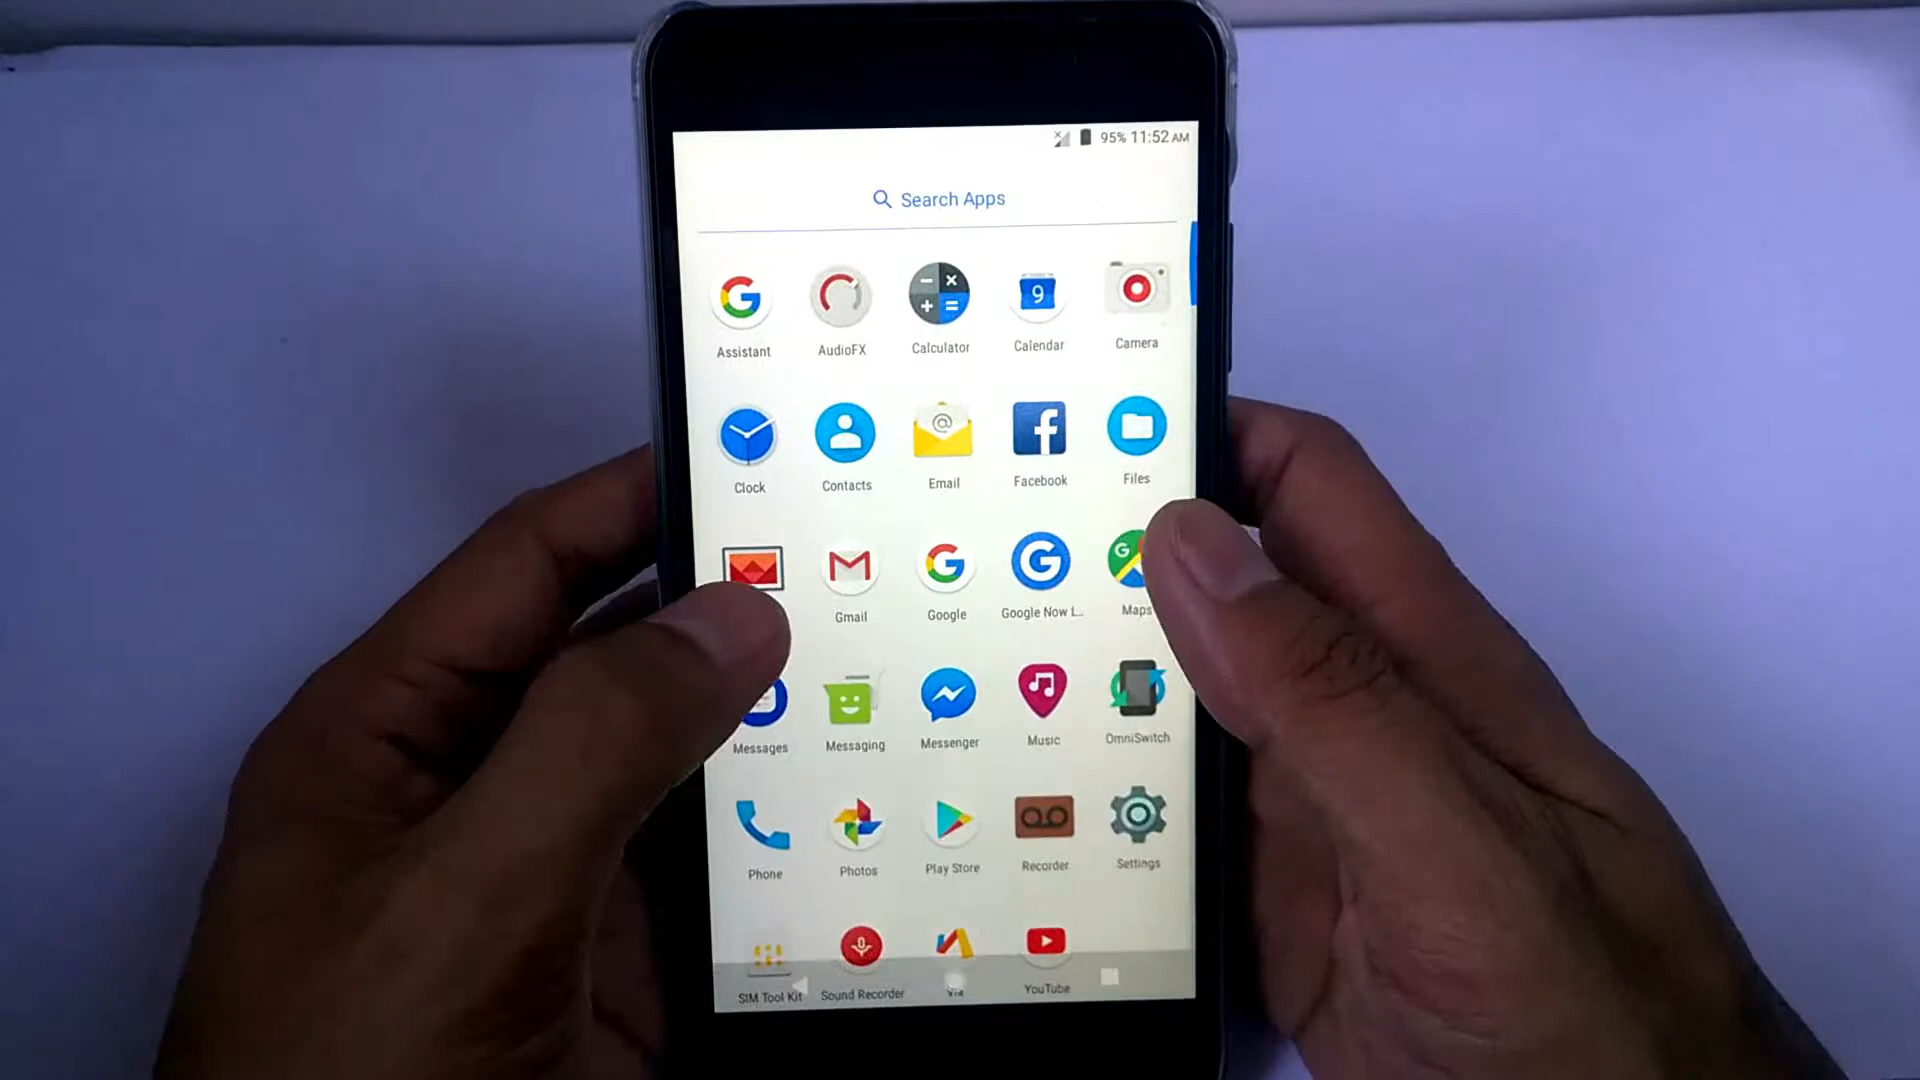 95% 11:52 AM
Search Apps
Assistant AudioFX Calculator Calendar Camera
9
Clock Contacts Email Facebook Files
Gmail Google Google Now L.. Maps
Messages Messaging Messenger Music OmniSwitch
Phone Photos Play Store Recorder Settings
SIM Tool Kit Sound Recorder Via YouTube